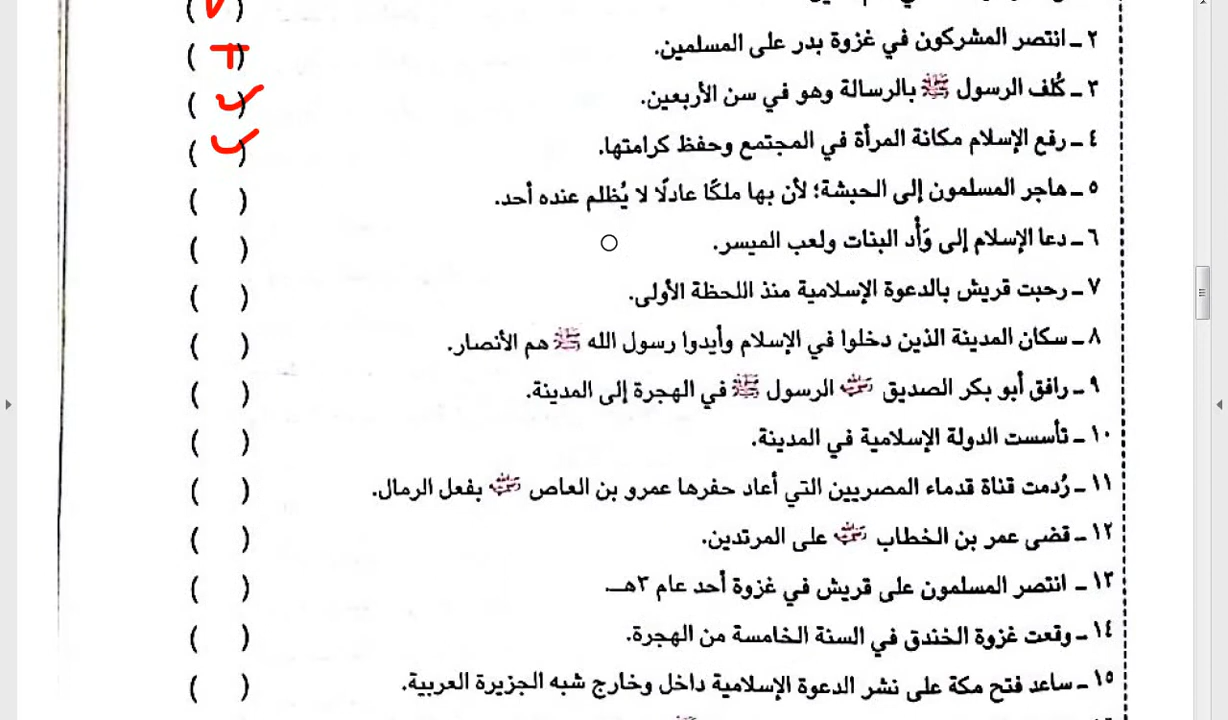 ( )
٢ ـ انتصر المشركون في غزوة بدر على المسلمين. ( )
٣ ـ كُلف الرسول ﷺ بالرسالة وهو في سن الأربعين. ( )
٤ ـ رفع الإسلام مكانة المرأة في المجتمع وحفظ كرامتها. ( )
٥ ـ هاجر المسلمون إلى الحبشة؛ لأن بها ملكًا عادلًا لا يُظلم عنده أحد. ( )
٦ ـ دعا الإسلام إلى وَأْد البنات ولعب الميسر. ( )
٧ ـ رحبت قريش بالدعوة الإسلامية منذ اللحظة الأولى. ( )
٨ ـ سكان المدينة الذين دخلوا في الإسلام وأيدوا رسول الله ﷺ هم الأنصار. ( )
٩ ـ رافق أبو بكر الصديق رضي الله عنه الرسول ﷺ في الهجرة إلى المدينة. ( )
١٠ ـ تأسست الدولة الإسلامية في المدينة. ( )
١١ ـ رُدمت قناة قدماء المصريين التي أعاد حفرها عمرو بن العاص رضي الله عنه بفعل الرمال. ( )
١٢ ـ قضى عمر بن الخطاب رضي الله عنه على المرتدين. ( )
١٣ ـ انتصر المسلمون على قريش في غزوة أحد عام ٣هـ. ( )
١٤ ـ وقعت غزوة الخندق في السنة الخامسة من الهجرة. ( )
١٥ ـ ساعد فتح مكة على نشر الدعوة الإسلامية داخل وخارج شبه الجزيرة العربية. ( )